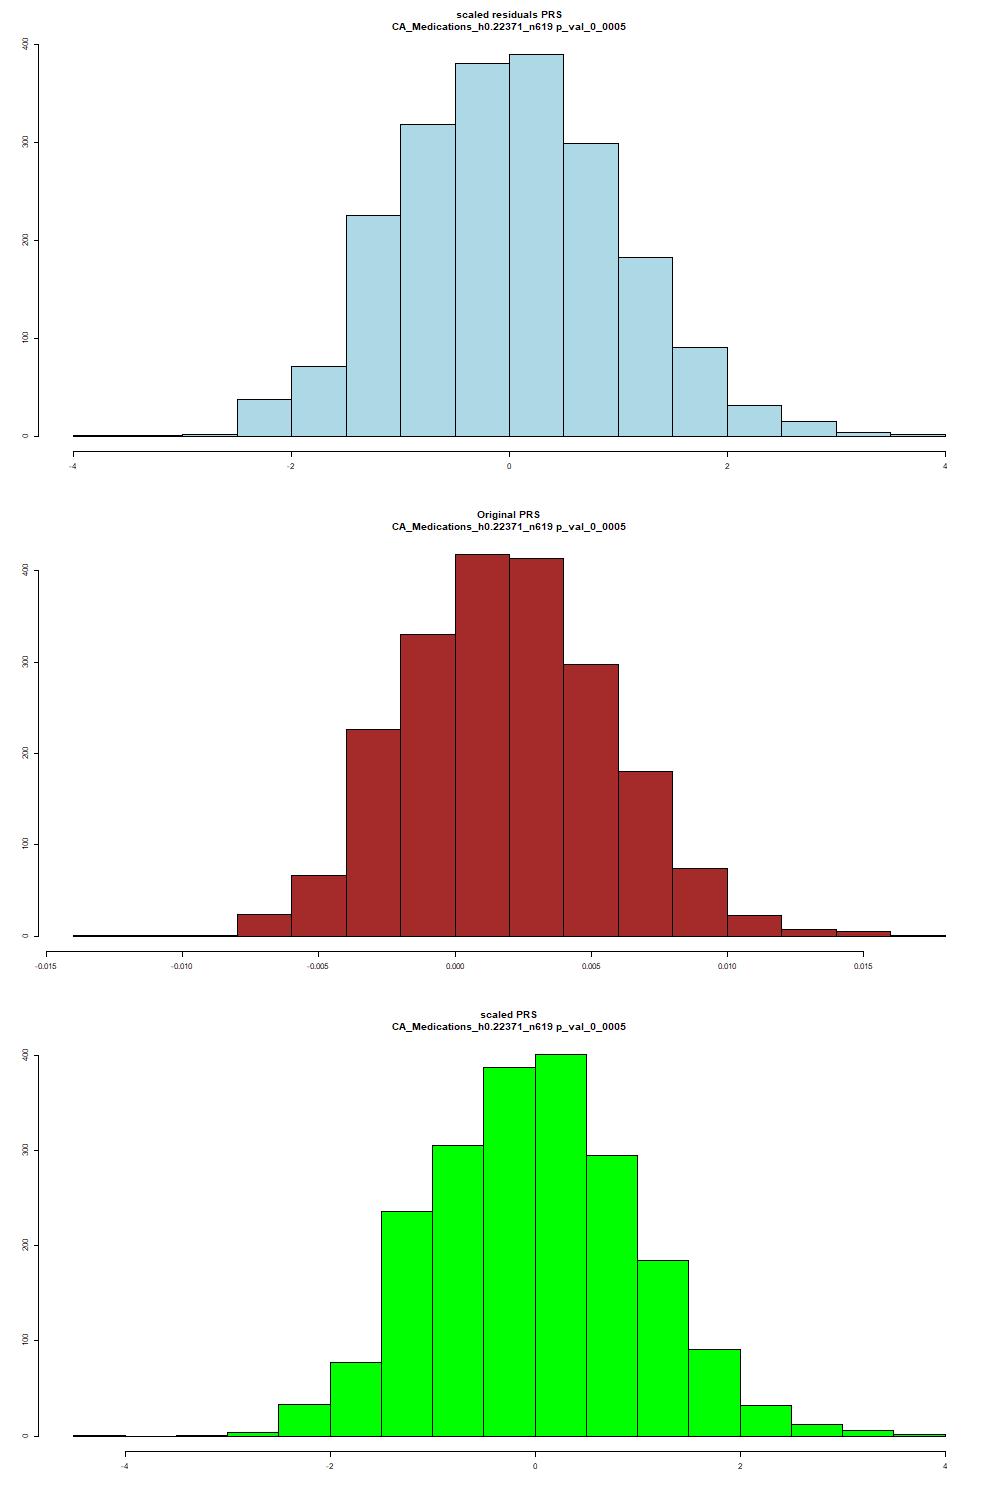 scaled residuals PRS
CA_Medications_h0.22371_n619 p_val_0_0005
400
300
200
100
0
-4 -2 0 2 4
Original PRS
CA_Medications_h0.22371_n619 p_val_0_0005
400
300
200
100
0
-0.015 -0.010 -0.005 0.000 0.005 0.010 0.015
scaled PRS
CA_Medications_h0.22371_n619 p_val_0_0005
400
300
200
100
0
-4 -2 0 2 4